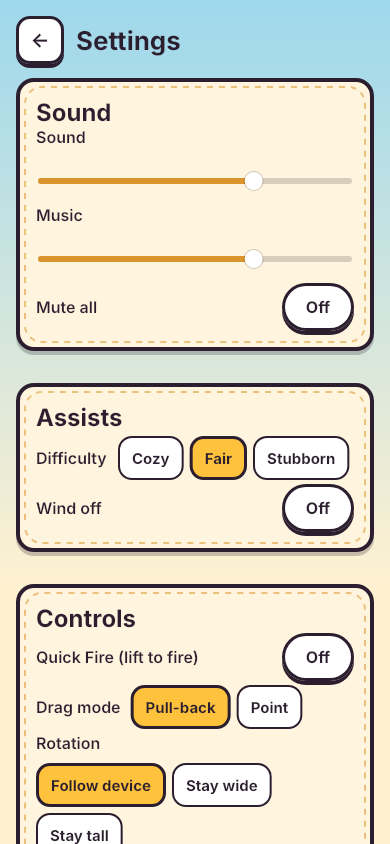 Settings
Sound
Sound
Music
Mute all Off
Assists
Difficulty Cozy Fair Stubborn
Wind off Off
Controls
Quick Fire (lift to fire) Off
Drag mode Pull-back Point
Rotation
Follow device Stay wide
Stay tall